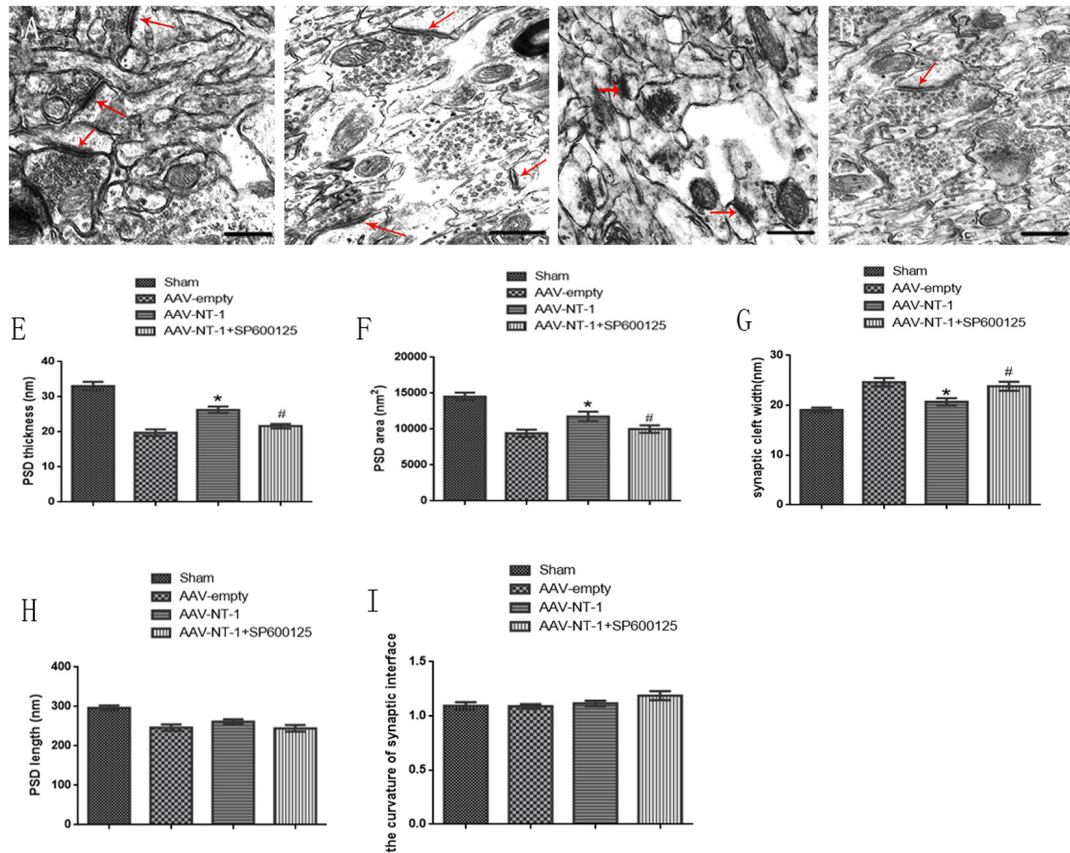 A
Sham
AAV-empty
AAV-NT-1
AAV-NT-1+SP600125
E
PSD thickness (nm)
40
30
20
10
0
*
#
Sham
AAV-empty
AAV-NT-1
AAV-NT-1+SP600125
F
PSD area (nm²)
20000
15000
10000
5000
0
*
#
Sham
AAV-empty
AAV-NT-1
AAV-NT-1+SP600125
G
synaptic cleft width(nm)
30
20
10
0
*
#
Sham
AAV-empty
AAV-NT-1
AAV-NT-1+SP600125
H
PSD length (nm)
400
300
200
100
0
Sham
AAV-empty
AAV-NT-1
AAV-NT-1+SP600125
I
the curvature of synaptic interface
1.5
1.0
0.5
0.0